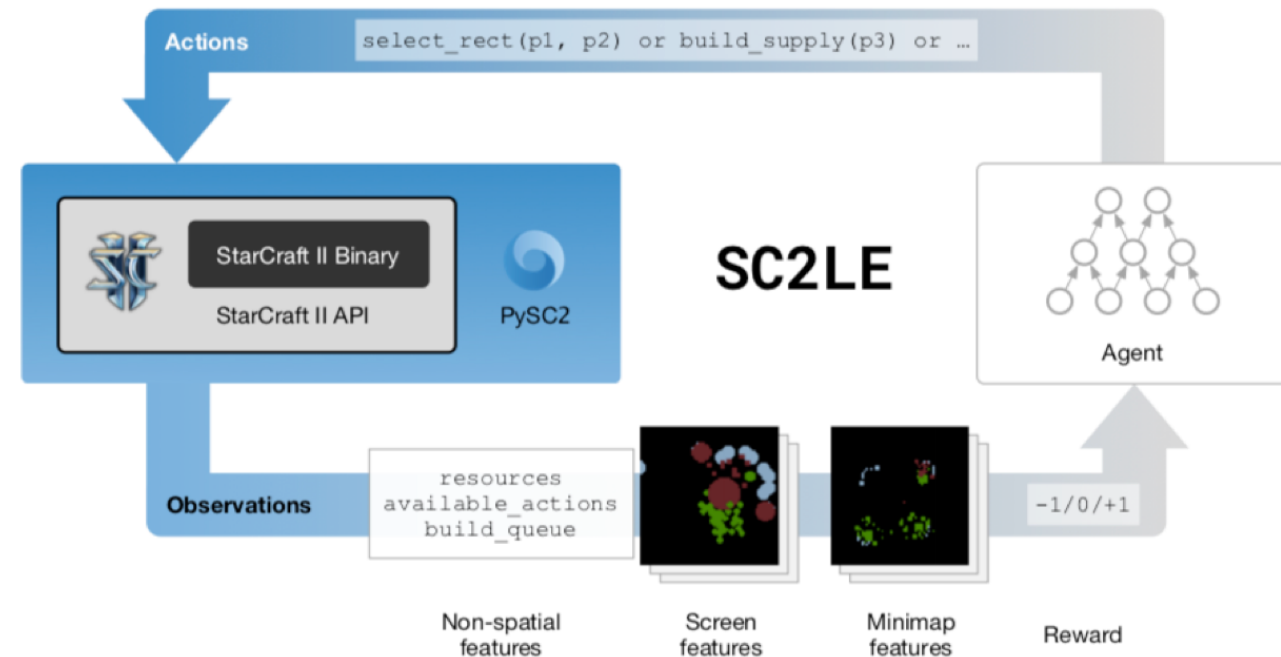 Actions
select_rect(p1, p2) or build_supply(p3) or …
SC
StarCraft II Binary
StarCraft II API
PySC2
SC2LE
Agent
Observations
resources
available_actions
build_queue
-1/0/+1
Non-spatial
features
Screen
features
Minimap
features
Reward